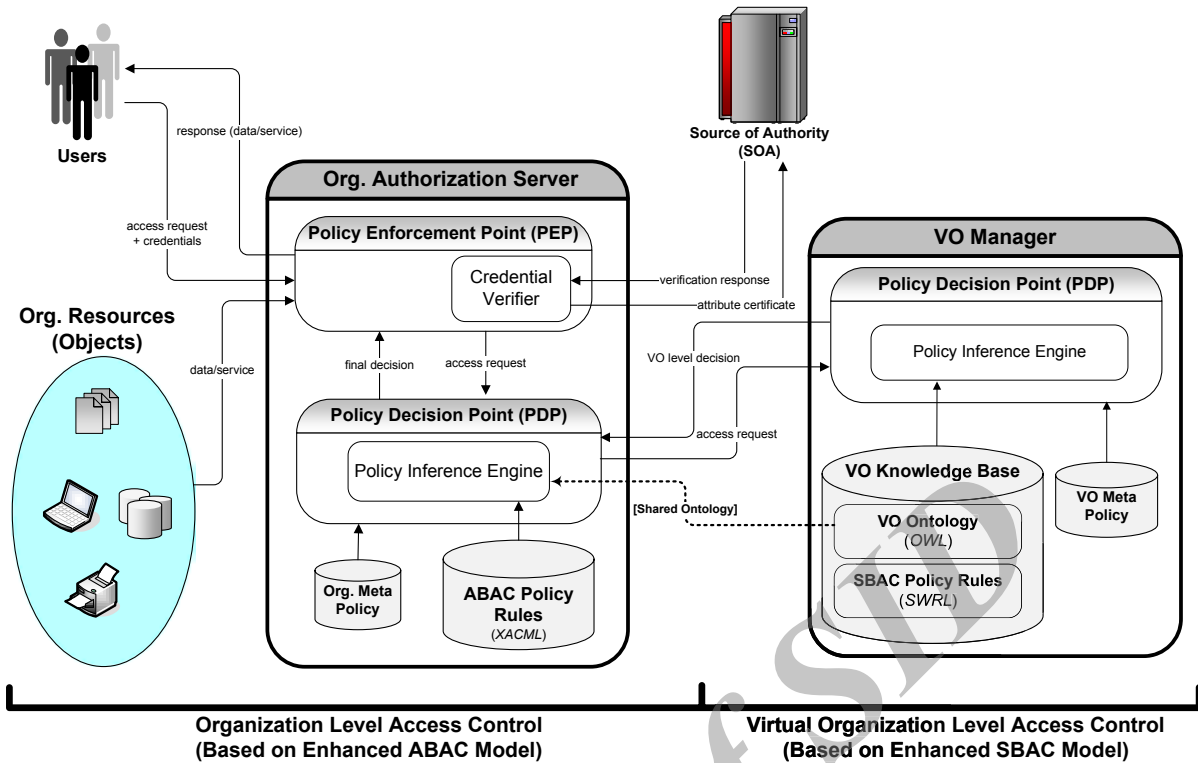 Users
response (data/service)
access request
+ credentials
Source of Authority
(SOA)
Org. Authorization Server
Policy Enforcement Point (PEP)
Credential
Verifier
verification response
attribute certificate
Org. Resources
(Objects)
data/service
final decision
access request
Policy Decision Point (PDP)
Policy Inference Engine
Org. Meta
Policy
ABAC Policy
Rules
(XACML)
VO level decision
access request
[Shared Ontology]
VO Manager
Policy Decision Point (PDP)
Policy Inference Engine
VO Knowledge Base
VO Ontology
(OWL)
SBAC Policy Rules
(SWRL)
VO Meta
Policy
Organization Level Access Control
(Based on Enhanced ABAC Model)
Virtual Organization Level Access Control
(Based on Enhanced SBAC Model)
f SID